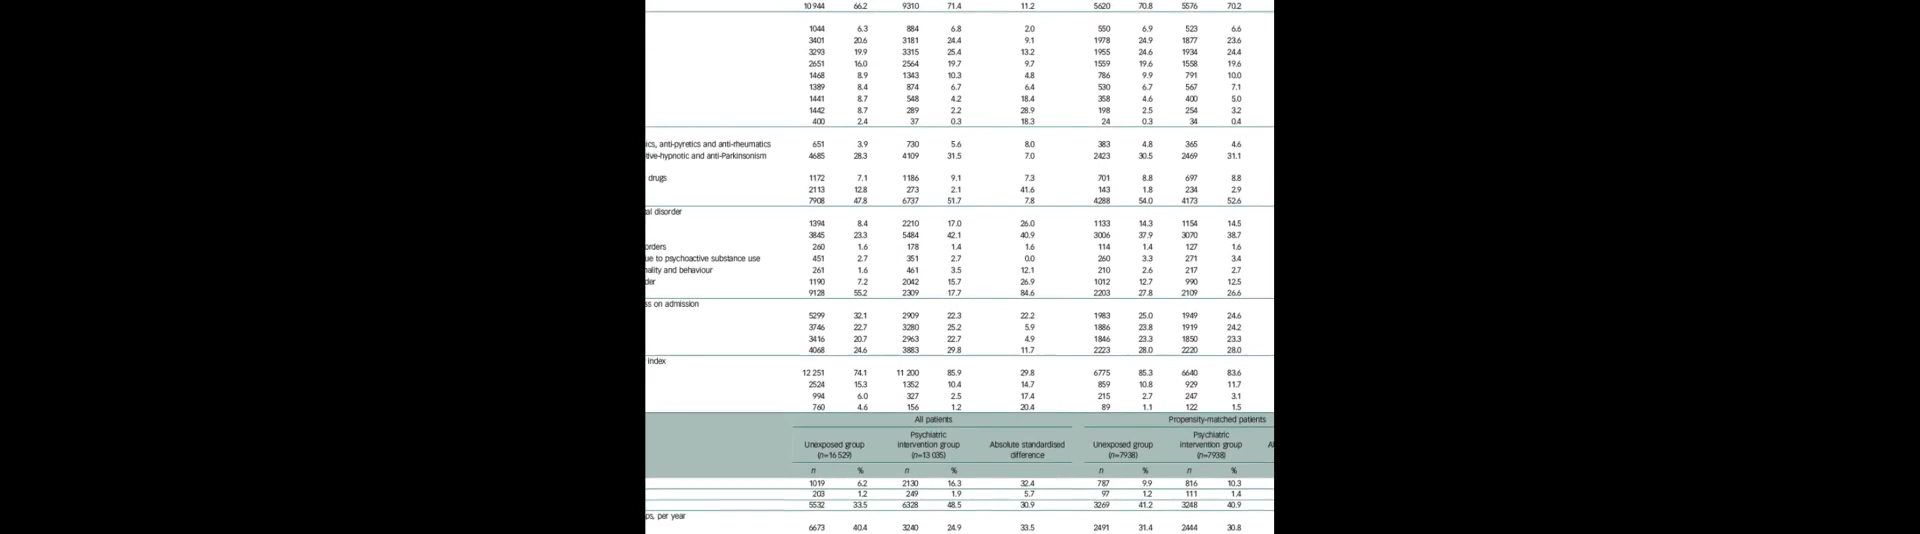 10 944 66.2 9310 71.4 11.2 5620 70.8 5576 70.2
1044 6.3 884 6.8 2.0 550 6.9 523 6.6
3401 20.6 3181 24.4 9.1 1978 24.9 1877 23.6
3293 19.9 3315 25.4 13.2 1955 24.6 1934 24.4
2651 16.0 2564 19.7 9.7 1559 19.6 1558 19.6
1468 8.9 1343 10.3 4.8 786 9.9 791 10.0
1389 8.4 874 6.7 6.4 530 6.7 567 7.1
1441 8.7 548 4.2 18.4 358 4.6 400 5.0
1442 8.7 289 2.2 28.9 198 2.5 254 3.2
400 2.4 37 0.3 18.3 24 0.3 34 0.4
ics, anti-pyretics and anti-rheumatics 651 3.9 730 5.6 8.0 383 4.8 365 4.6
tive-hypnotic and anti-Parkinsonism 4685 28.3 4109 31.5 7.0 2423 30.5 2469 31.1
drugs 1172 7.1 1186 9.1 7.3 701 8.8 697 8.8
2113 12.8 273 2.1 41.6 143 1.8 234 2.9
7908 47.8 6737 51.7 7.8 4288 54.0 4173 52.6
al disorder
1394 8.4 2210 17.0 26.0 1133 14.3 1154 14.5
3845 23.3 5484 42.1 40.9 3006 37.9 3070 38.7
orders 260 1.6 178 1.4 1.6 114 1.4 127 1.6
ue to psychoactive substance use 451 2.7 351 2.7 0.0 260 3.3 271 3.4
nality and behaviour 261 1.6 461 3.5 12.1 210 2.6 217 2.7
der 1190 7.2 2042 15.7 26.9 1012 12.7 990 12.5
9128 55.2 2309 17.7 84.6 2203 27.8 2109 26.6
ss on admission
5299 32.1 2909 22.3 22.2 1983 25.0 1949 24.6
3746 22.7 3280 25.2 5.9 1886 23.8 1919 24.2
3416 20.7 2963 22.7 4.9 1846 23.3 1850 23.3
4068 24.6 3883 29.8 11.7 2223 28.0 2220 28.0
index
12 251 74.1 11 200 85.9 29.8 6775 85.3 6640 83.6
2524 15.3 1352 10.4 14.7 859 10.8 929 11.7
994 6.0 327 2.5 17.4 215 2.7 247 3.1
760 4.6 156 1.2 20.4 89 1.1 122 1.5
All patients Propensity-matched patients
Psychiatric Psychiatric
Unexposed group intervention group Absolute standardised Unexposed group intervention group Al
(n=16 529) (n=13 035) difference (n=7938) (n=7938)
n % n % n % n %
1019 6.2 2130 16.3 32.4 787 9.9 816 10.3
203 1.2 249 1.9 5.7 97 1.2 111 1.4
5532 33.5 6328 48.5 30.9 3269 41.2 3248 40.9
ps, per year
6673 40.4 3240 24.9 33.5 2491 31.4 2444 30.8